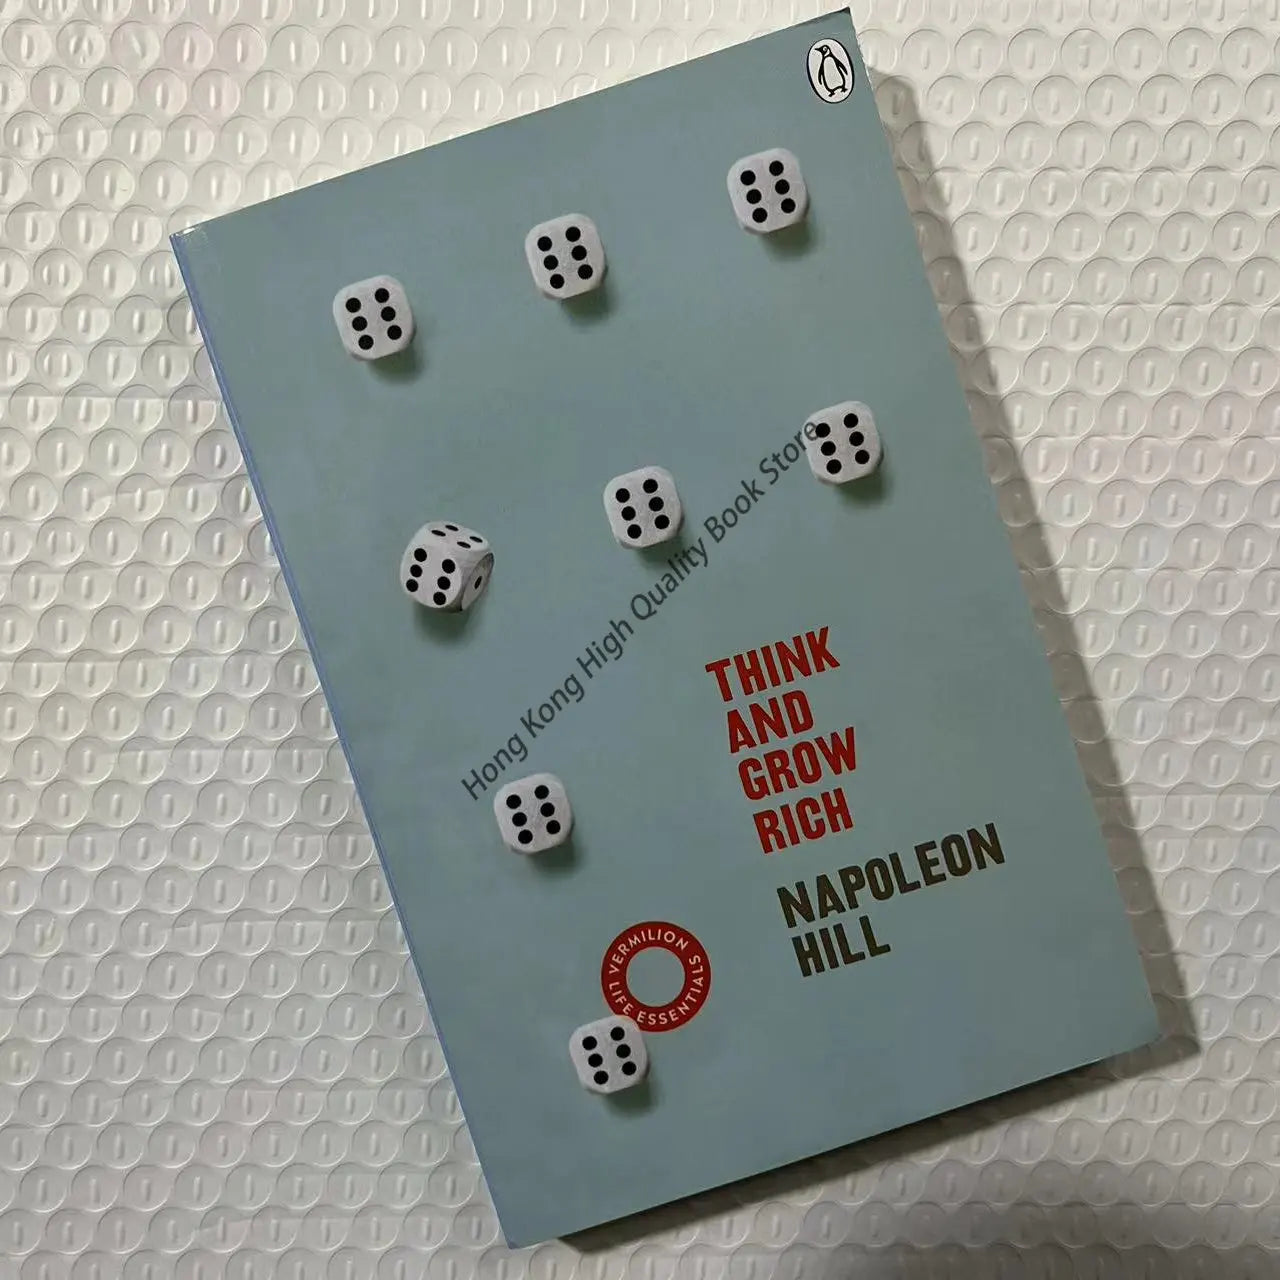 Hong Kong High Quality Book Store
THINK
AND
GROW
RICH
NAPOLEON
HILL
VERMILION
LIFE ESSENTIALS